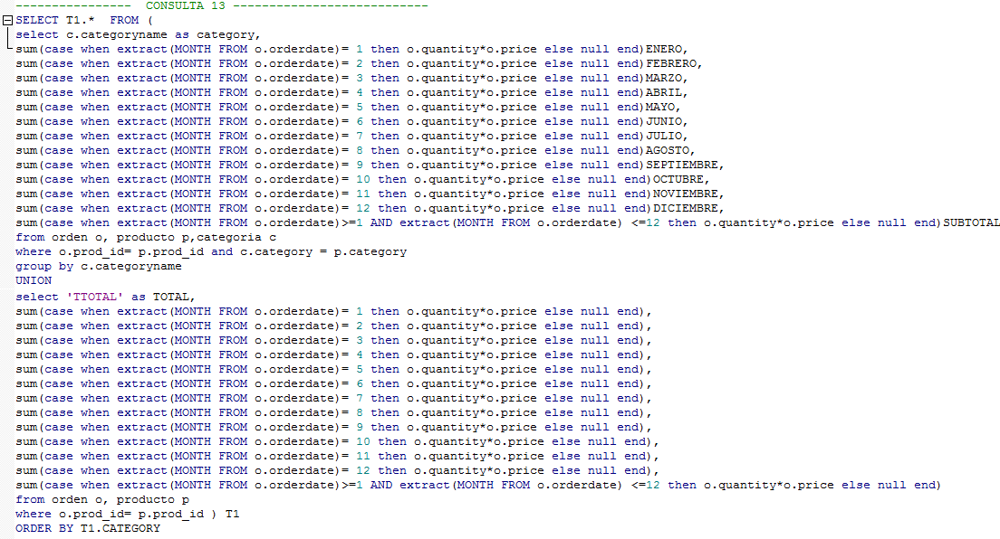 ---------------- CONSULTA 13 ---------------------------
SELECT T1.* FROM (
select c.categoryname as category,
sum(case when extract(MONTH FROM o.orderdate)= 1 then o.quantity*o.price else null end)ENERO,
sum(case when extract(MONTH FROM o.orderdate)= 2 then o.quantity*o.price else null end)FEBRERO,
sum(case when extract(MONTH FROM o.orderdate)= 3 then o.quantity*o.price else null end)MARZO,
sum(case when extract(MONTH FROM o.orderdate)= 4 then o.quantity*o.price else null end)ABRIL,
sum(case when extract(MONTH FROM o.orderdate)= 5 then o.quantity*o.price else null end)MAYO,
sum(case when extract(MONTH FROM o.orderdate)= 6 then o.quantity*o.price else null end)JUNIO,
sum(case when extract(MONTH FROM o.orderdate)= 7 then o.quantity*o.price else null end)JULIO,
sum(case when extract(MONTH FROM o.orderdate)= 8 then o.quantity*o.price else null end)AGOSTO,
sum(case when extract(MONTH FROM o.orderdate)= 9 then o.quantity*o.price else null end)SEPTIEMBRE,
sum(case when extract(MONTH FROM o.orderdate)= 10 then o.quantity*o.price else null end)OCTUBRE,
sum(case when extract(MONTH FROM o.orderdate)= 11 then o.quantity*o.price else null end)NOVIEMBRE,
sum(case when extract(MONTH FROM o.orderdate)= 12 then o.quantity*o.price else null end)DICIEMBRE,
sum(case when extract(MONTH FROM o.orderdate)>=1 AND extract(MONTH FROM o.orderdate) <=12 then o.quantity*o.price else null end)SUBTOTAL
from orden o, producto p,categoria c
where o.prod_id= p.prod_id and c.category = p.category
group by c.categoryname
UNION
select 'TTOTAL' as TOTAL,
sum(case when extract(MONTH FROM o.orderdate)= 1 then o.quantity*o.price else null end),
sum(case when extract(MONTH FROM o.orderdate)= 2 then o.quantity*o.price else null end),
sum(case when extract(MONTH FROM o.orderdate)= 3 then o.quantity*o.price else null end),
sum(case when extract(MONTH FROM o.orderdate)= 4 then o.quantity*o.price else null end),
sum(case when extract(MONTH FROM o.orderdate)= 5 then o.quantity*o.price else null end),
sum(case when extract(MONTH FROM o.orderdate)= 6 then o.quantity*o.price else null end),
sum(case when extract(MONTH FROM o.orderdate)= 7 then o.quantity*o.price else null end),
sum(case when extract(MONTH FROM o.orderdate)= 8 then o.quantity*o.price else null end),
sum(case when extract(MONTH FROM o.orderdate)= 9 then o.quantity*o.price else null end),
sum(case when extract(MONTH FROM o.orderdate)= 10 then o.quantity*o.price else null end),
sum(case when extract(MONTH FROM o.orderdate)= 11 then o.quantity*o.price else null end),
sum(case when extract(MONTH FROM o.orderdate)= 12 then o.quantity*o.price else null end),
sum(case when extract(MONTH FROM o.orderdate)>=1 AND extract(MONTH FROM o.orderdate) <=12 then o.quantity*o.price else null end)
from orden o, producto p
where o.prod_id= p.prod_id ) T1
ORDER BY T1.CATEGORY